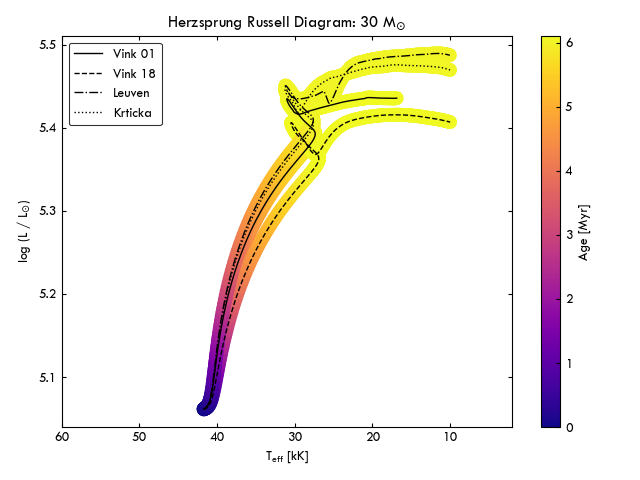 Herzsprung Russell Diagram: 30 M☉
Vink 01
Vink 18
Leuven
Krticka
log (L / L☉)
5.5
5.4
5.3
5.2
5.1
60 50 40 30 20 10
T_eff [kK]
6
5
4
3
2
1
0
Age [Myr]